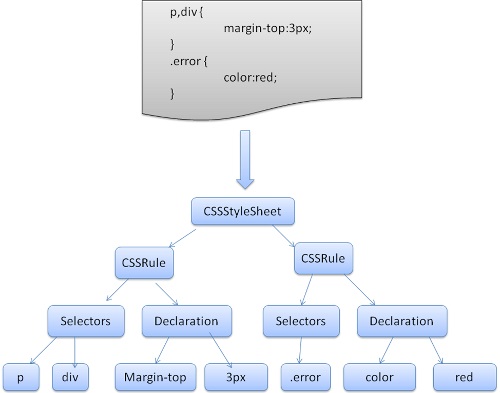 p,div {
margin-top:3px;
}
.error {
color:red;
}
CSSStyleSheet
CSSRule
CSSRule
Selectors
Declaration
Selectors
Declaration
p
div
Margin-top
3px
.error
color
red